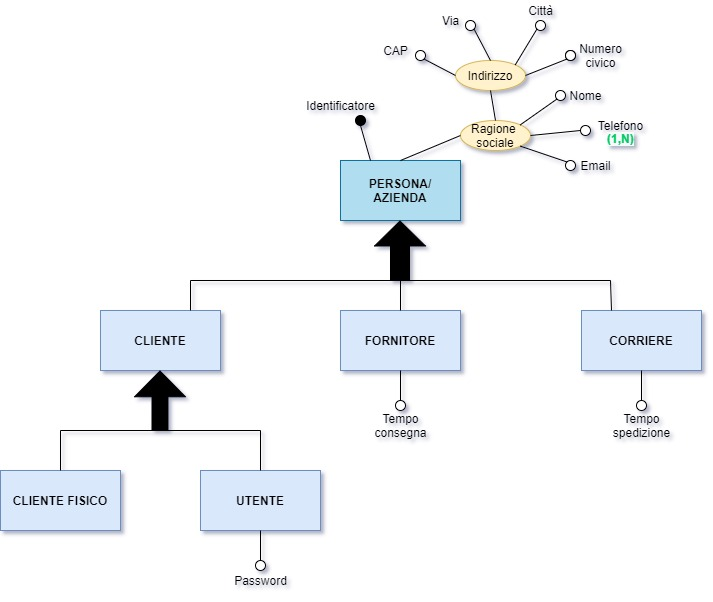 Città
Via
CAP
Numero
civico
Indirizzo
Nome
Identificatore
Ragione
sociale
Telefono
(1,N)
Email
PERSONA/
AZIENDA
CLIENTE
FORNITORE
CORRIERE
Tempo
consegna
Tempo
spedizione
CLIENTE FISICO
UTENTE
Password